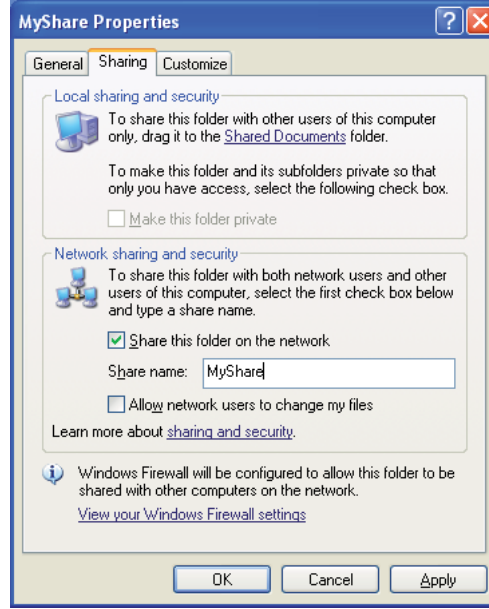 MyShare Properties
General Sharing Customize
Local sharing and security
To share this folder with other users of this computer
only, drag it to the Shared Documents folder.
To make this folder and its subfolders private so that
only you have access, select the following check box.
Make this folder private
Network sharing and security
To share this folder with both network users and other
users of this computer, select the first check box below
and type a share name.
Share this folder on the network
Share name: MyShare
Allow network users to change my files
Learn more about sharing and security.
Windows Firewall will be configured to allow this folder to be
shared with other computers on the network.
View your Windows Firewall settings
OK Cancel Apply